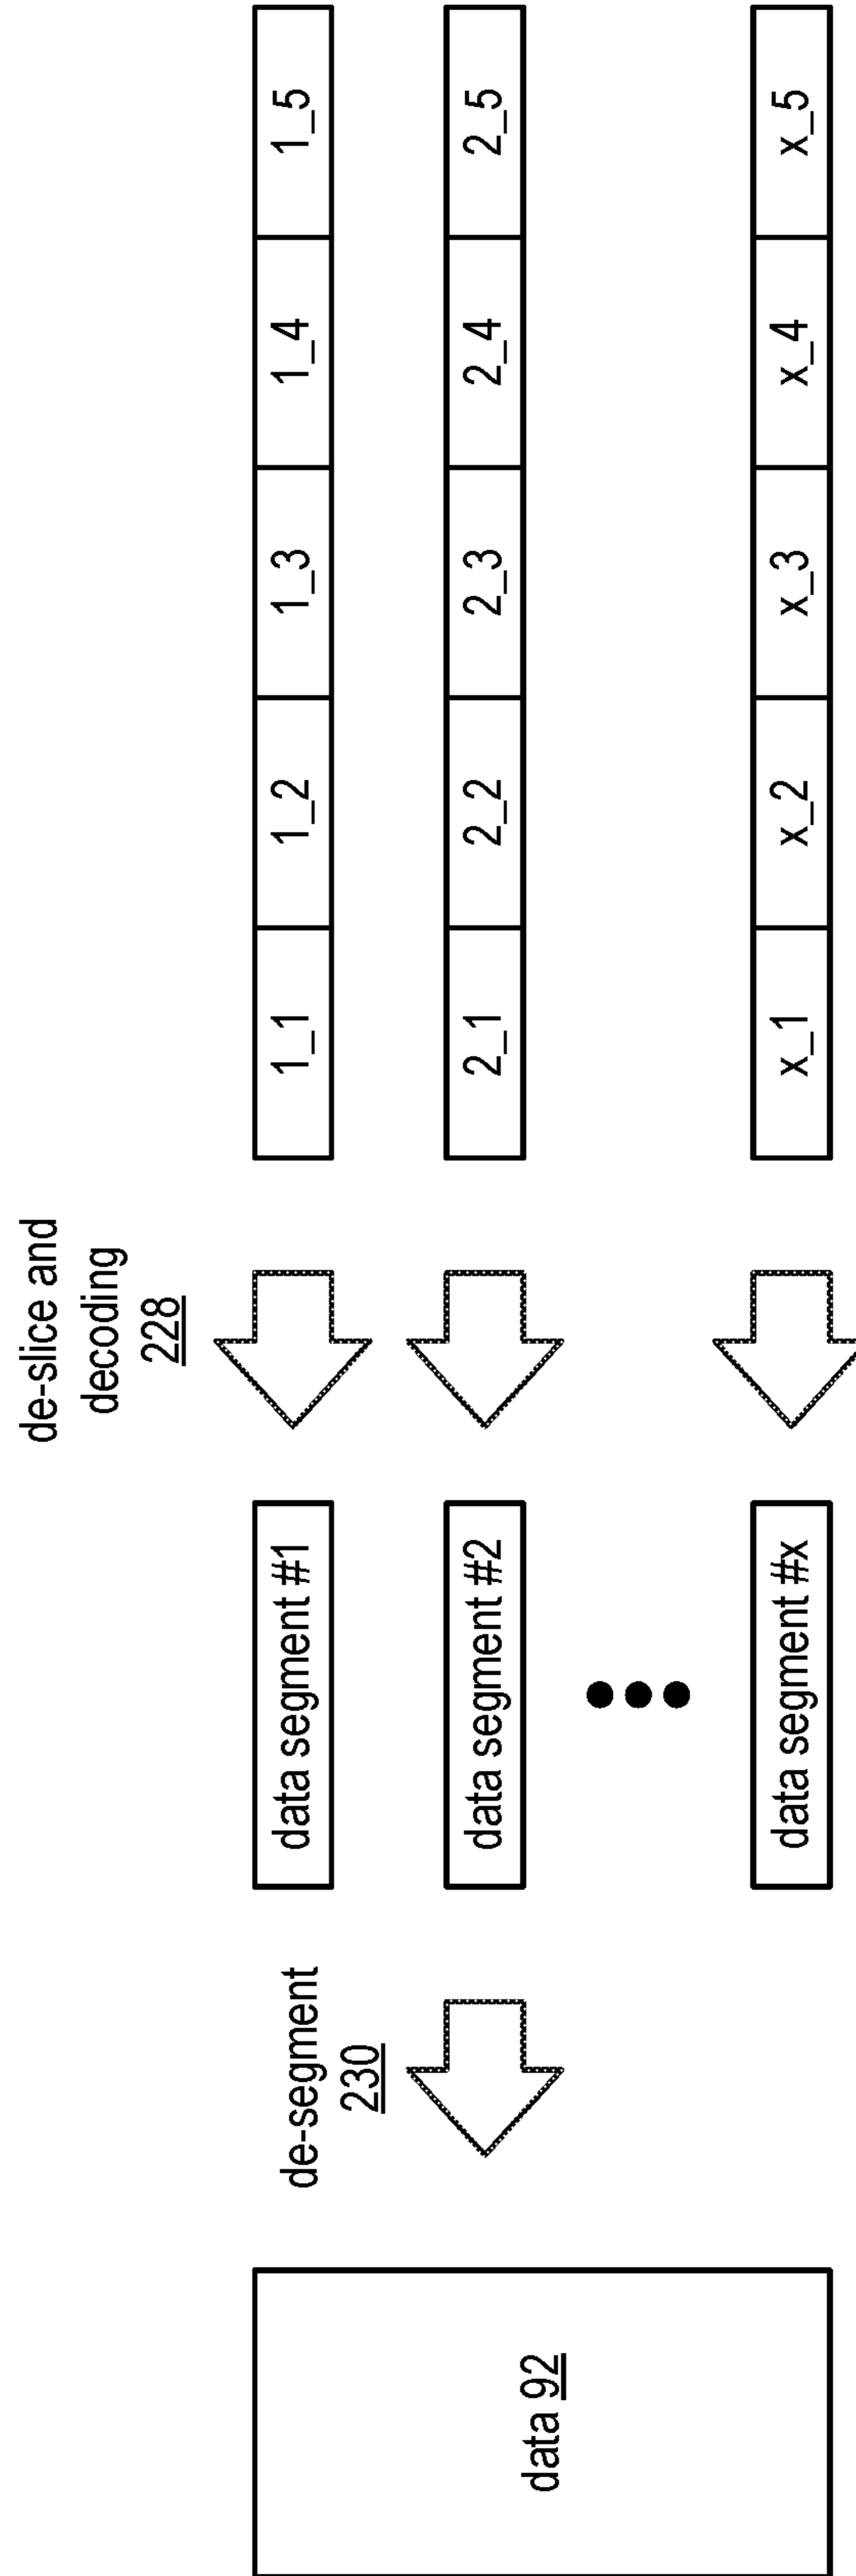 de-slice and
decoding
228
de-segment
230
data 92
data segment #1
1_1 1_2 1_3 1_4 1_5
data segment #2
2_1 2_2 2_3 2_4 2_5
data segment #x
x_1 x_2 x_3 x_4 x_5